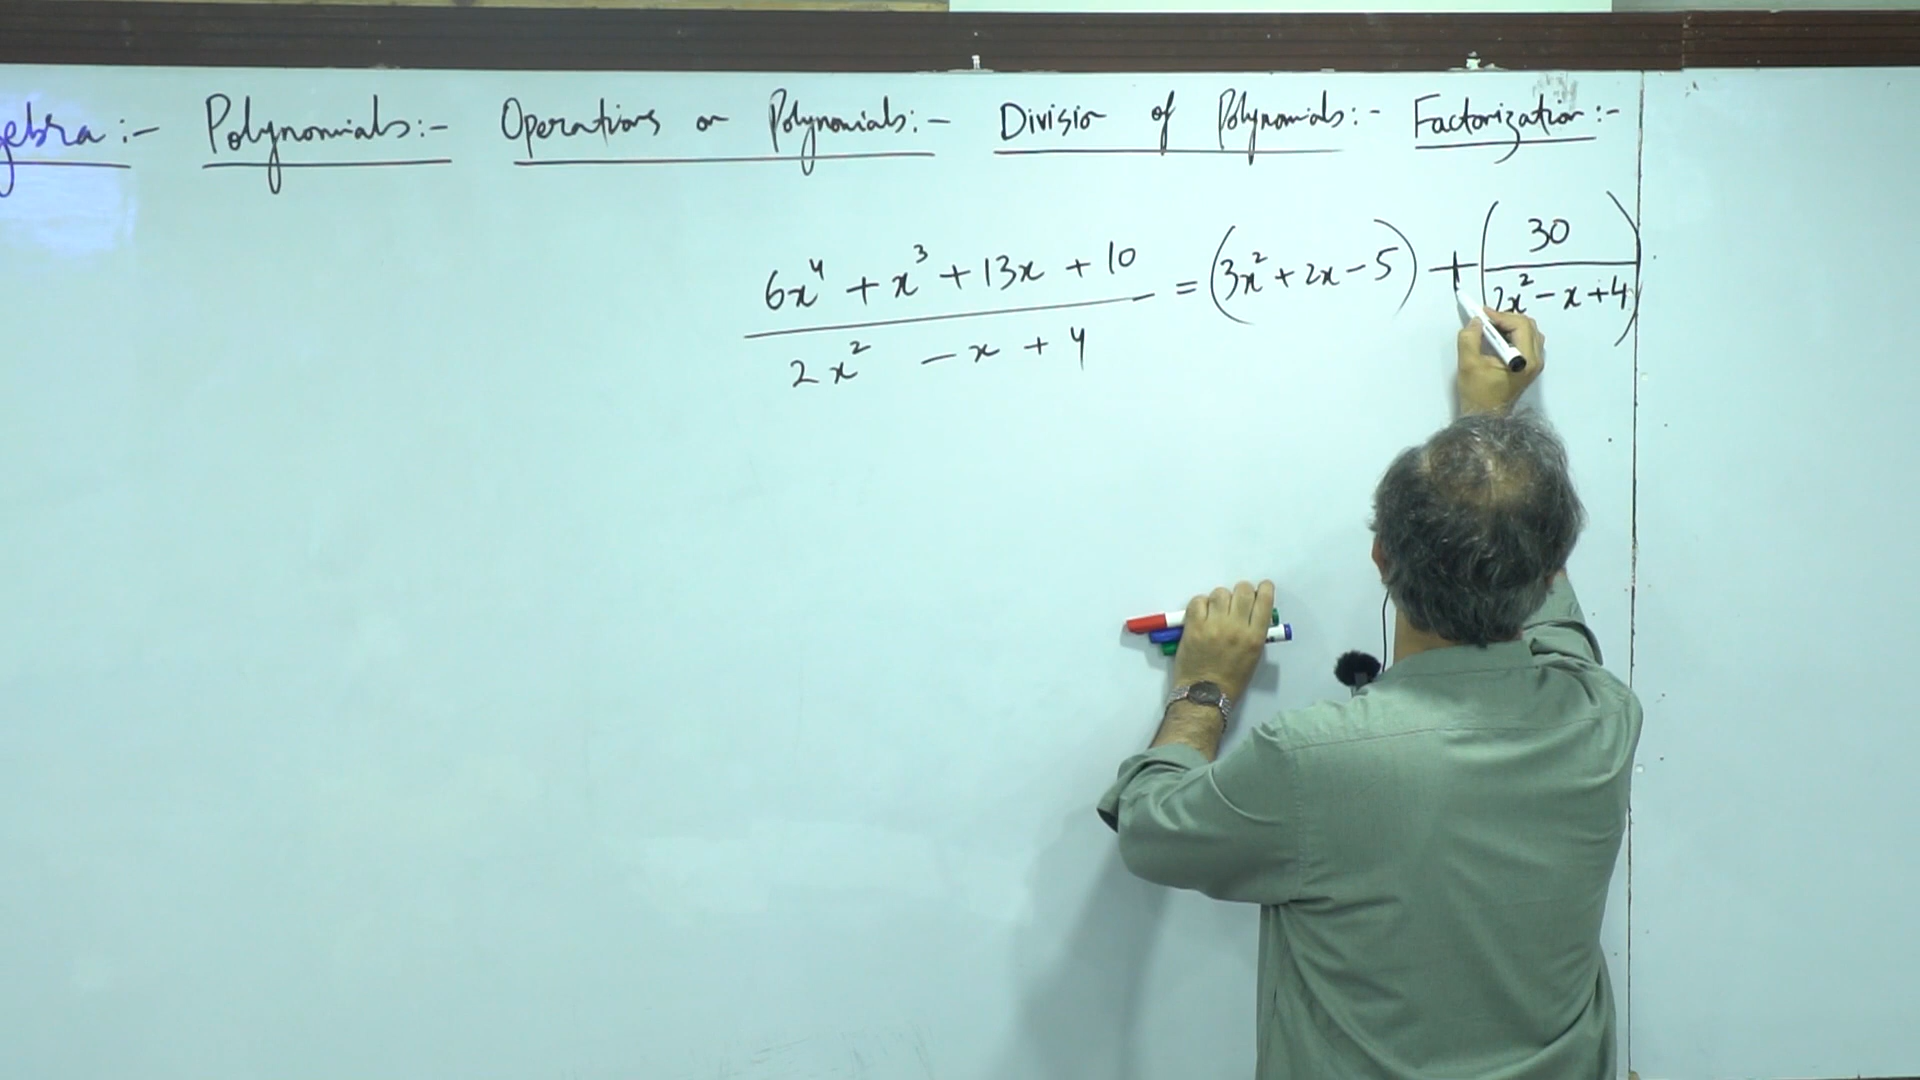 gebra:- Polynomials:- Operations on Polynomials:- Division of Polynomials:- Factorization:-
6x⁴ + x³ + 13x + 10 / 2x² - x + 4 = (3x² + 2x - 5) + (30 / 2x² - x + 4)